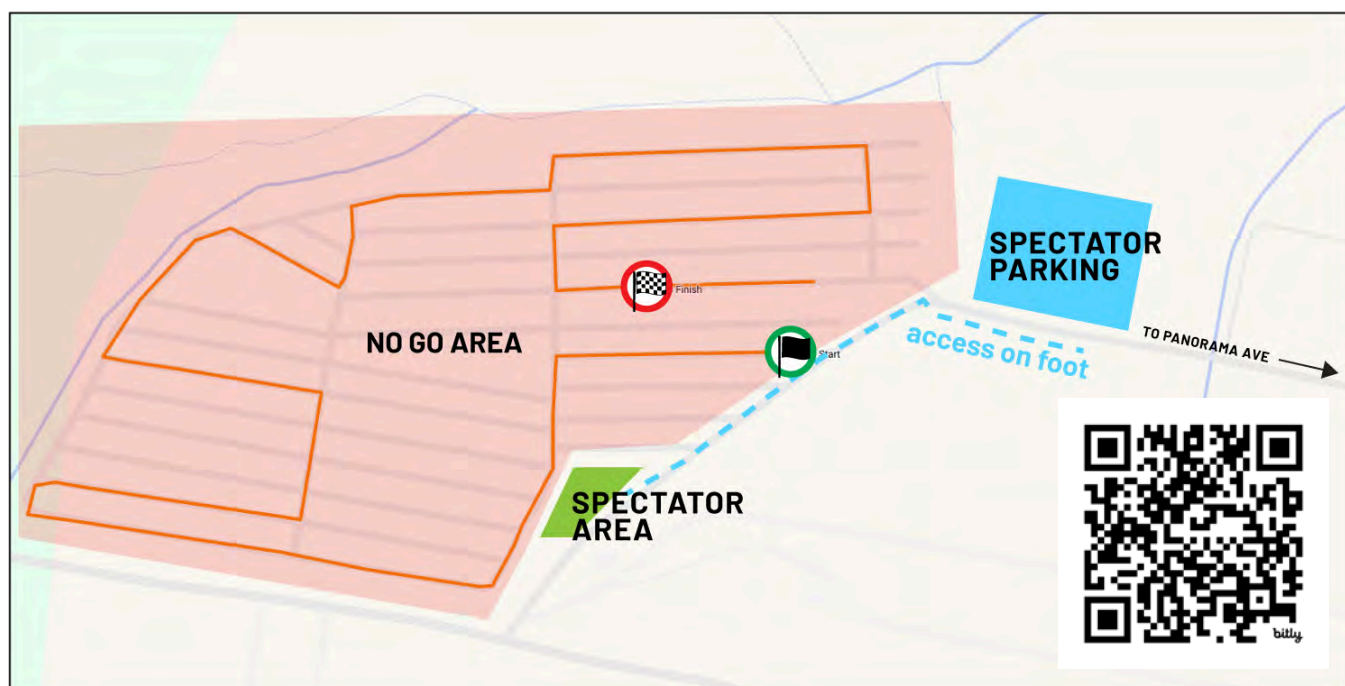 SPECTATOR
PARKING
Finish
NO GO AREA
Start
access on foot
TO PANORAMA AVE
SPECTATOR
AREA
bitly